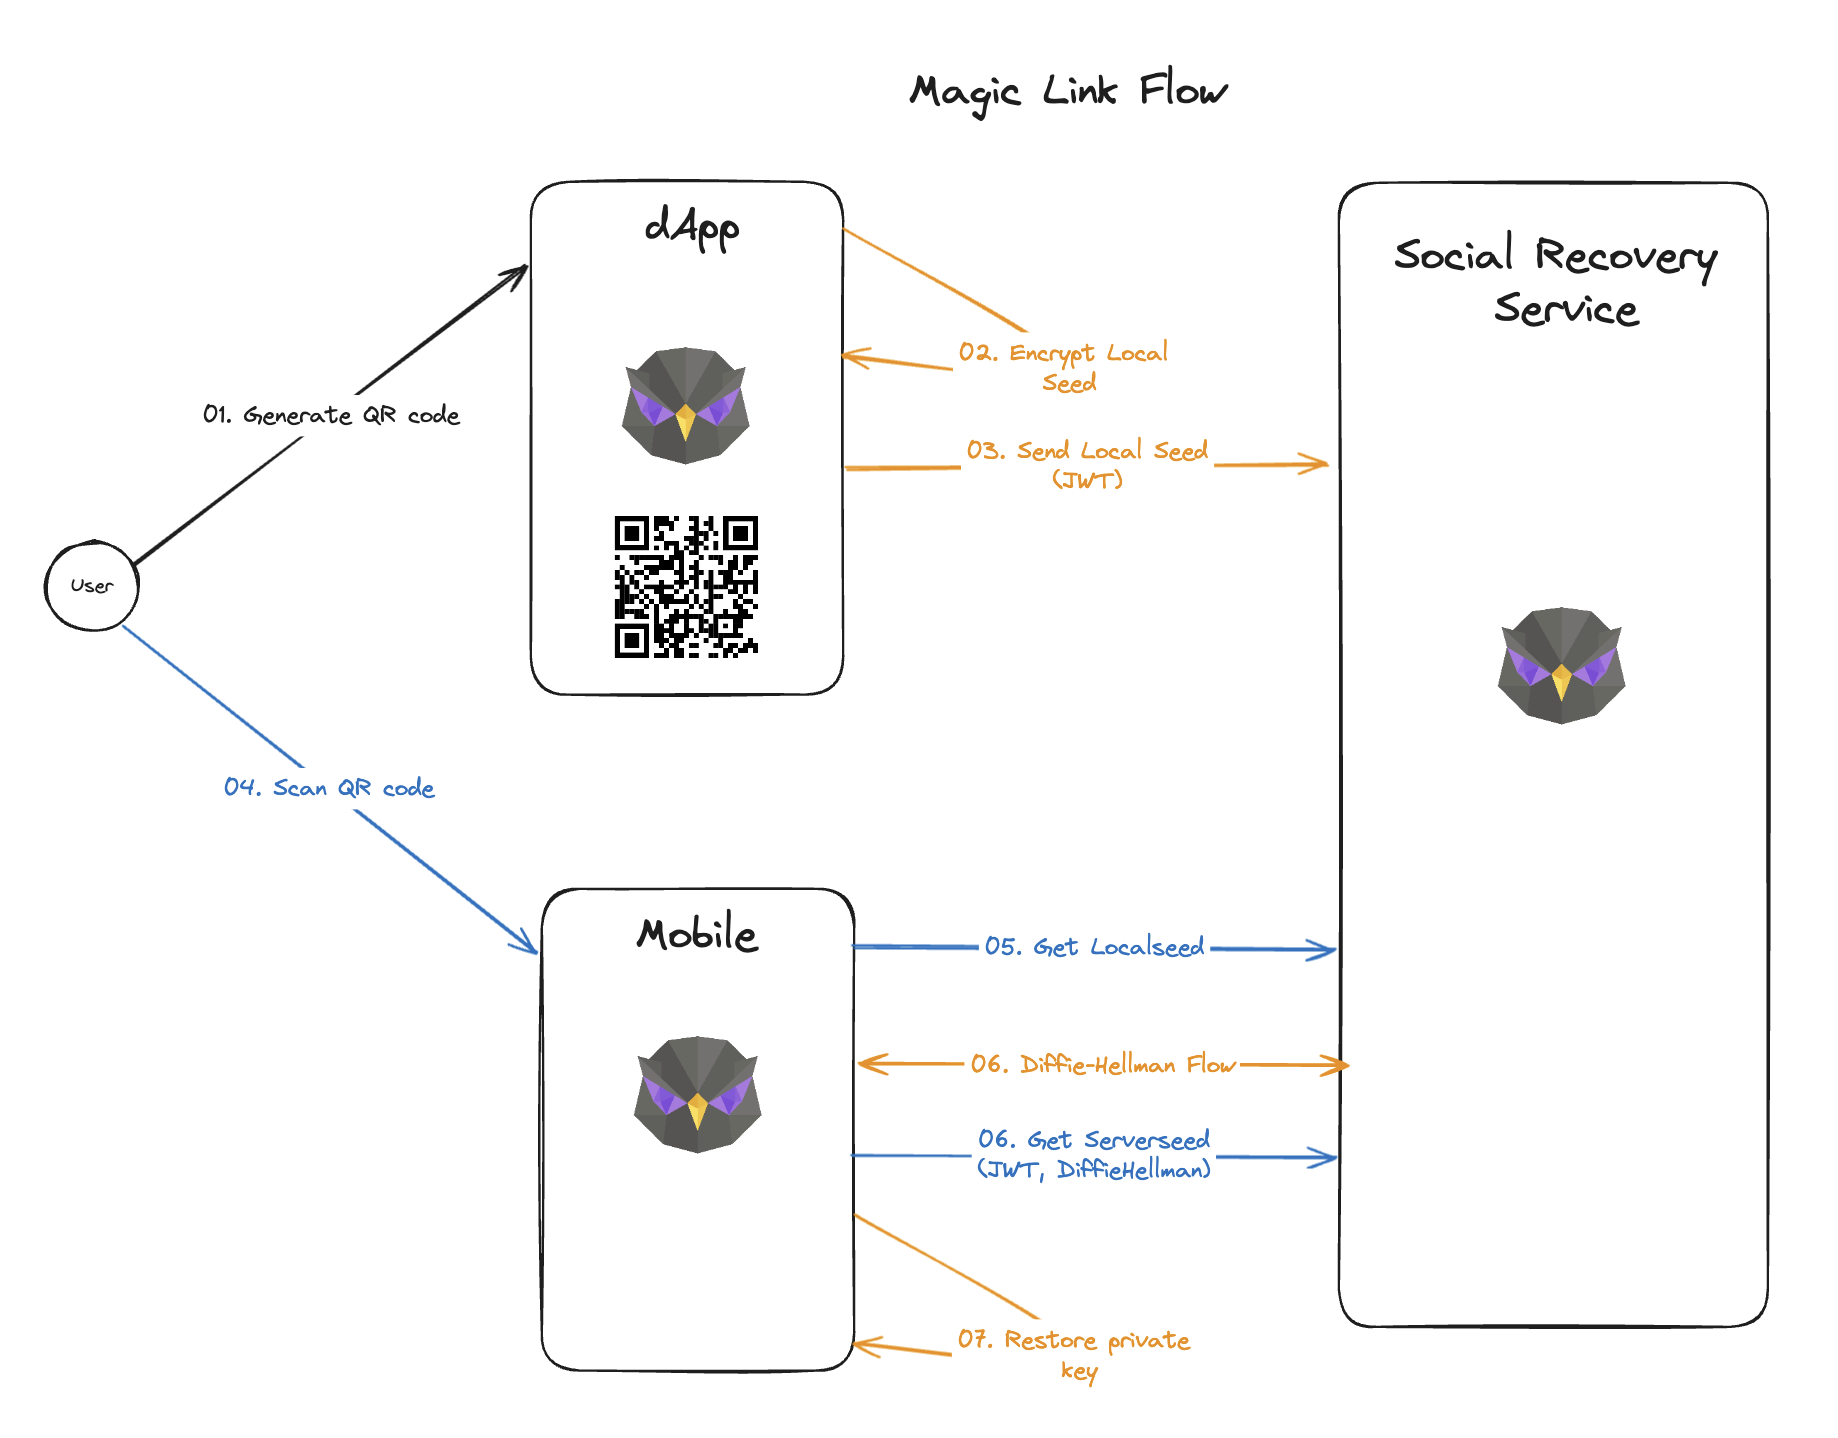 Magic Link Flow
dApp
Social Recovery
Service
02. Encrypt Local
Seed
01. Generate QR code
03. Send Local Seed
(JWT)
User
04. Scan QR code
Mobile
05. Get Localseed
06. Diffie-Hellman Flow
06. Get Serverseed
(JWT, DiffieHellman)
07. Restore private
key